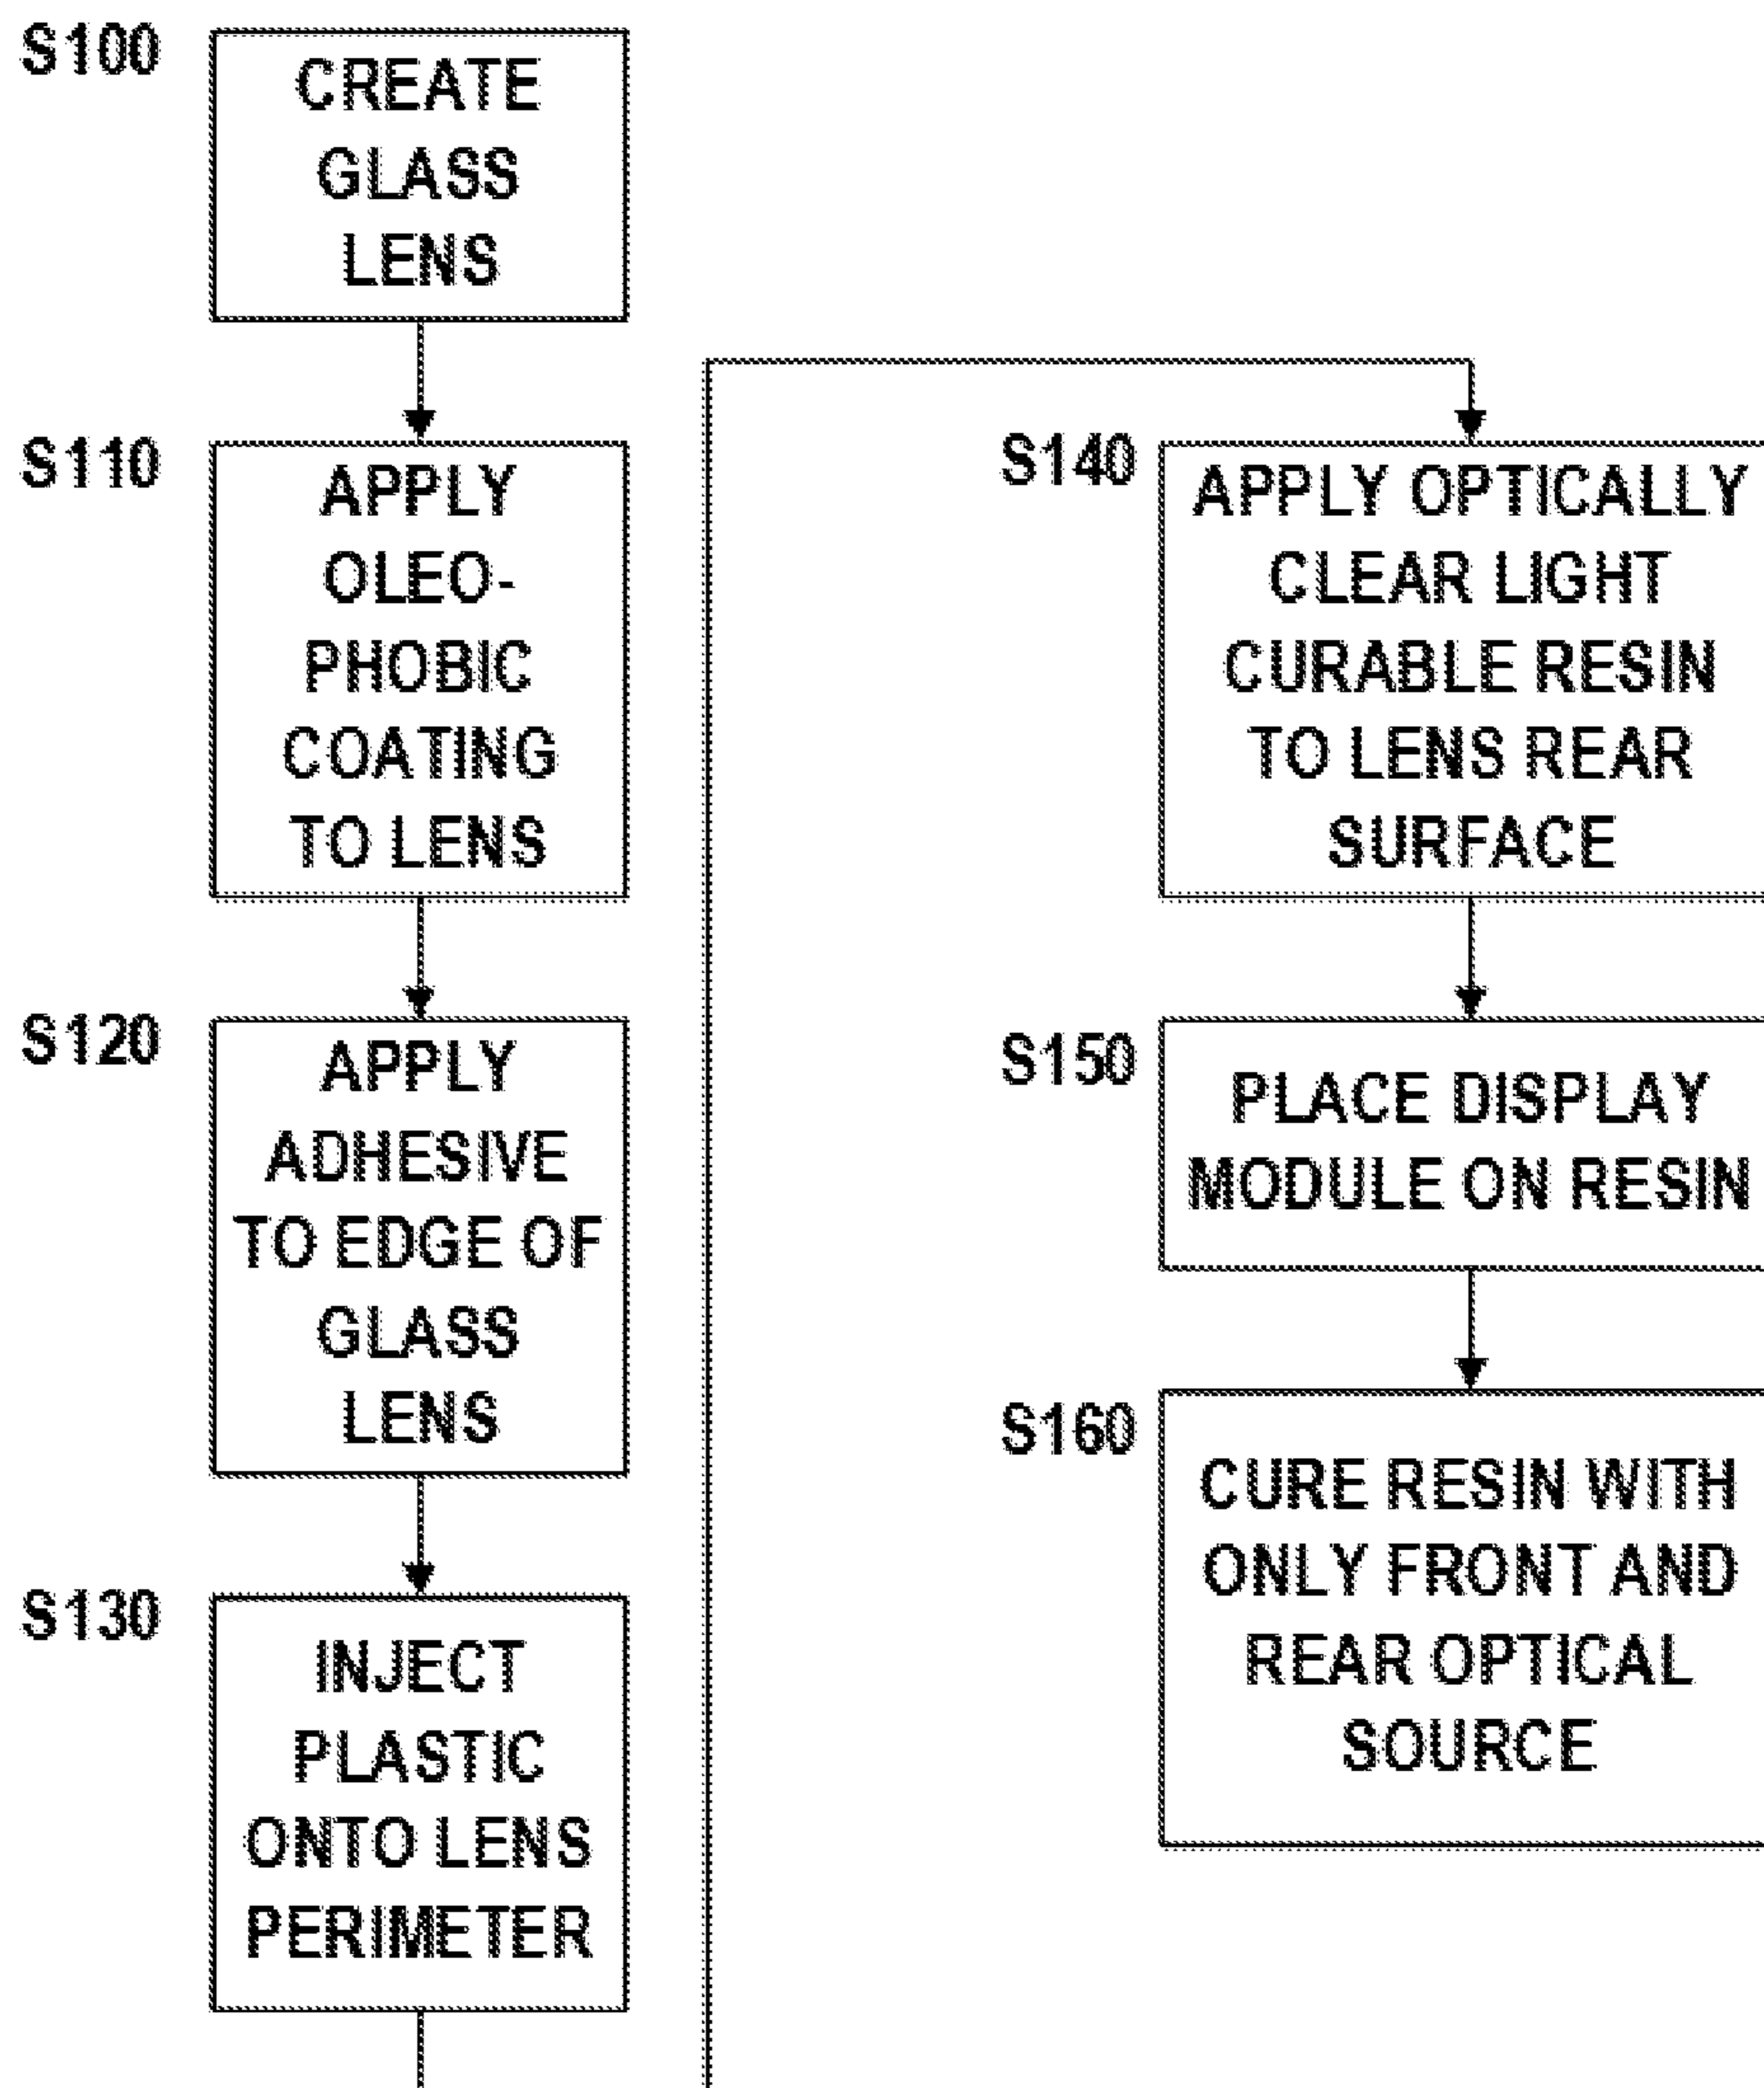 S100
CREATE
GLASS
LENS
S110
APPLY
OLEO-
PHOBIC
COATING
TO LENS
S120
APPLY
ADHESIVE
TO EDGE OF
GLASS
LENS
S130
INJECT
PLASTIC
ONTO LENS
PERIMETER
S140
APPLY OPTICALLY
CLEAR LIGHT
CURABLE RESIN
TO LENS REAR
SURFACE
S150
PLACE DISPLAY
MODULE ON RESIN
S160
CURE RESIN WITH
ONLY FRONT AND
REAR OPTICAL
SOURCE